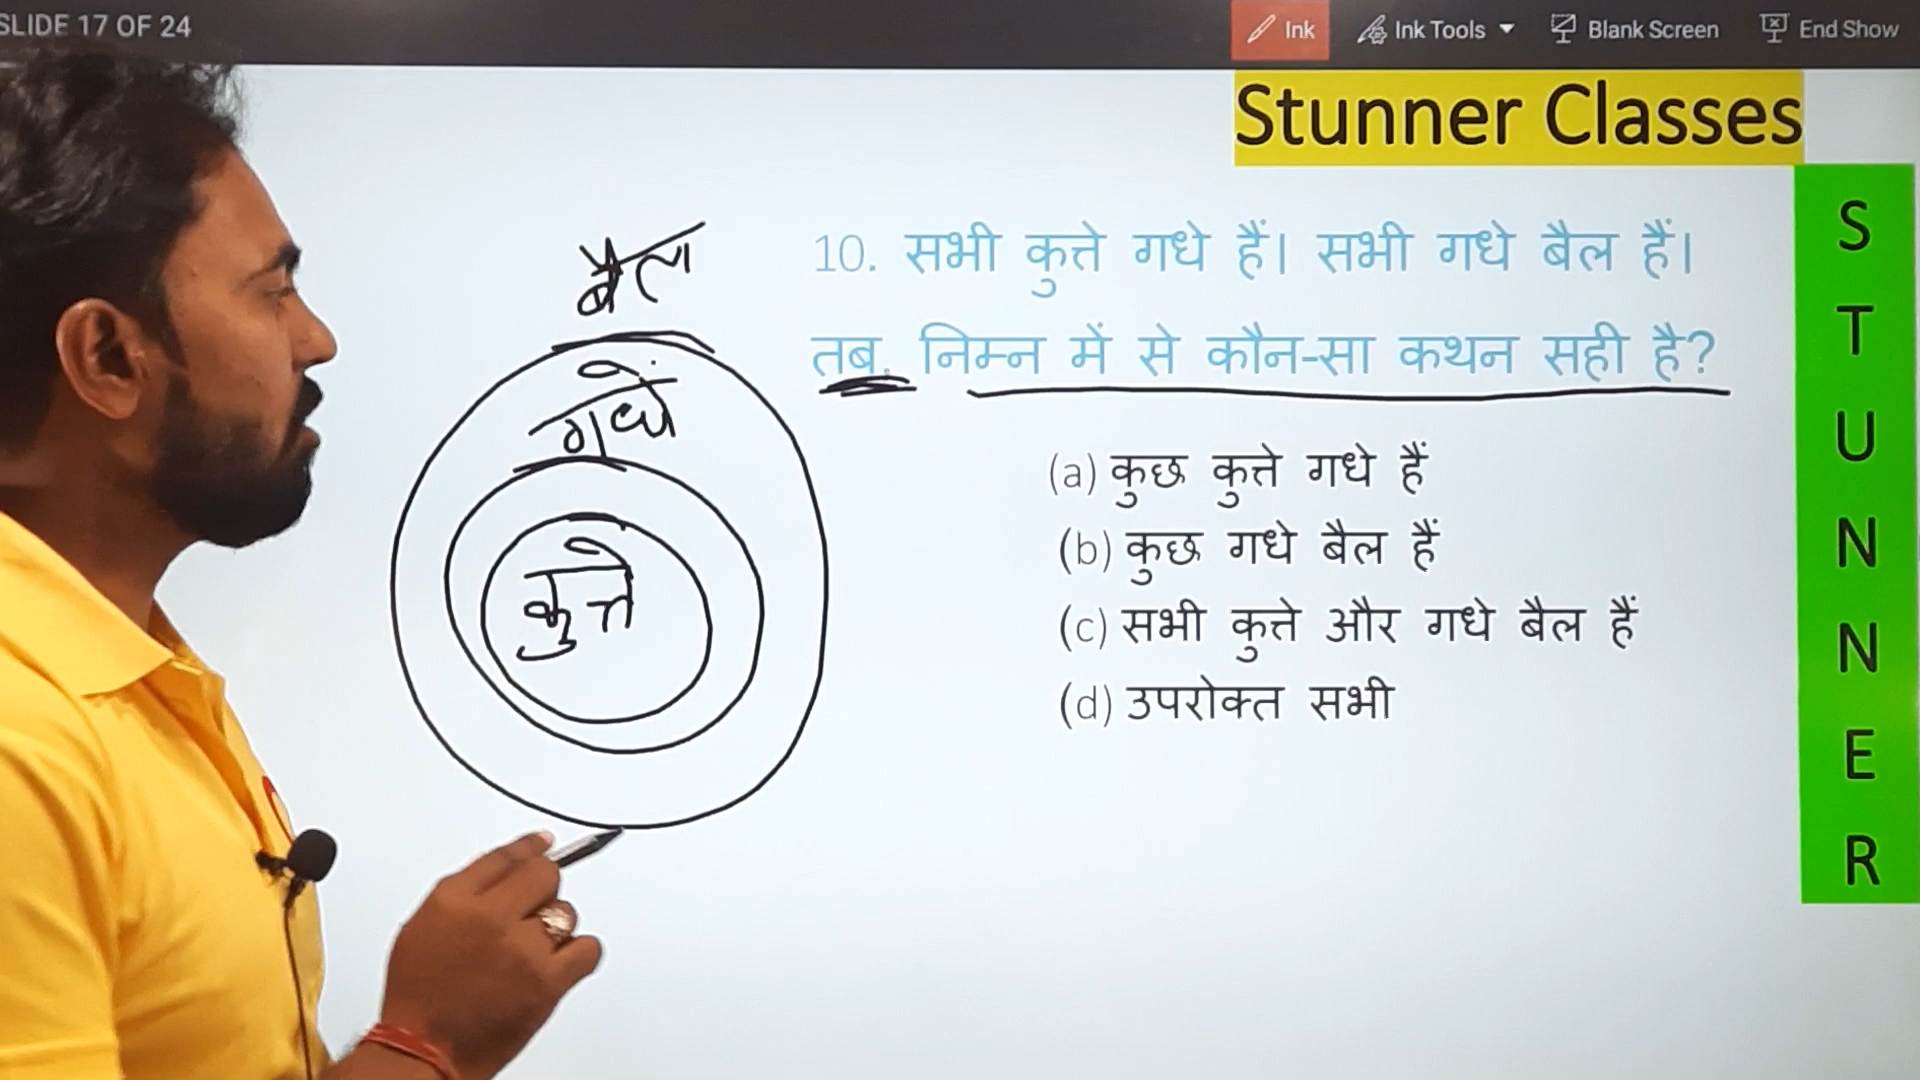 SLIDE 17 OF 24
Ink
Ink Tools
Blank Screen
End Show
Stunner Classes
10. सभी कुत्ते गधे हैं। सभी गधे बैल हैं।
तब. निम्न में से कौन-सा कथन सही है?
(a) कुछ कुत्ते गधे हैं
(b) कुछ गधे बैल हैं
(c) सभी कुत्ते और गधे बैल हैं
(d) उपरोक्त सभी
बैल
गधे
कुत्ते
S
T
U
N
N
E
R